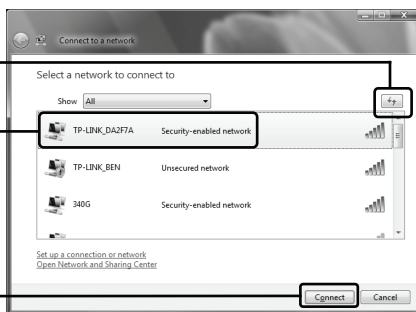 Connect to a network
Select a network to connect to
Show All
TP-LINK_DA2F7A Security-enabled network
TP-LINK_BEN Unsecured network
340G Security-enabled network
Set up a connection or network
Open Network and Sharing Center
Connect Cancel